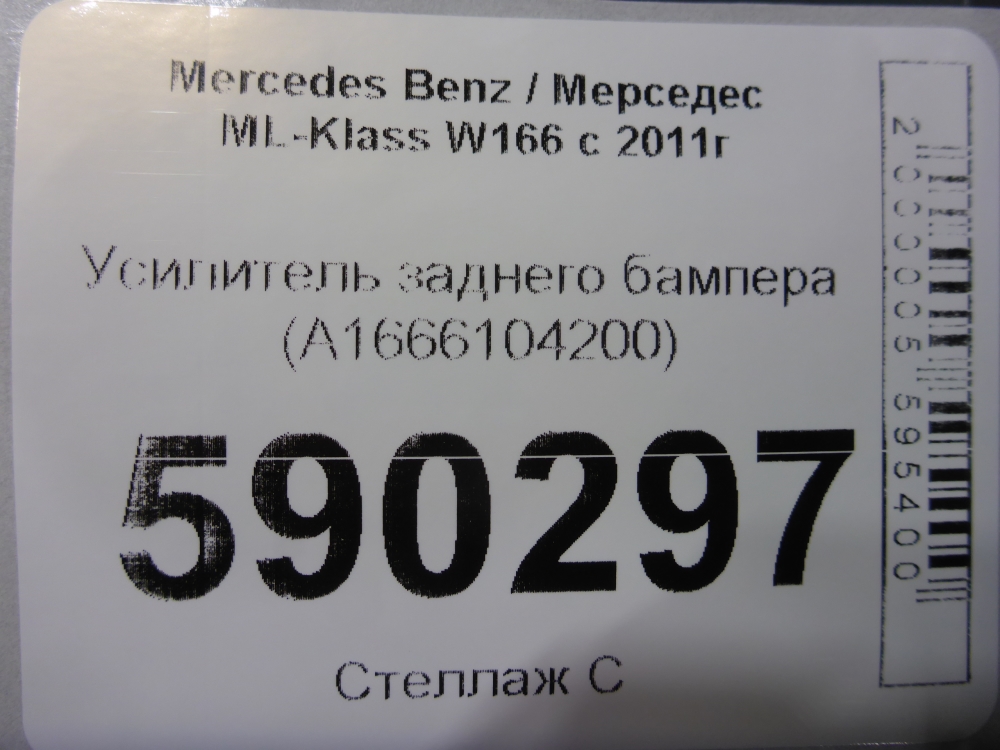 Mercedes Benz / Мерседес
ML-Klass W166 с 2011г
Усилитель заднего бампера
(A1666104200)
590297
Стеллаж С
2000005595400